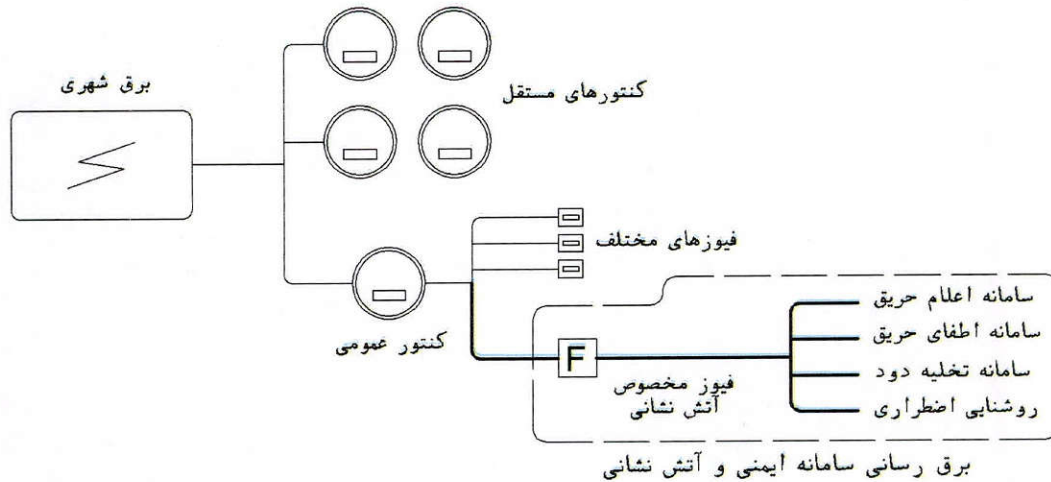 برق شهری
کنتورهای مستقل
فیوزهای مختلف
کنتور عمومی
F
فیوز مخصوص
آتش نشانی
سامانه اعلام حریق
سامانه اطفای حریق
سامانه تخلیه دود
روشنایی اضطراری
برق رسانی سامانه ایمنی و آتش نشانی